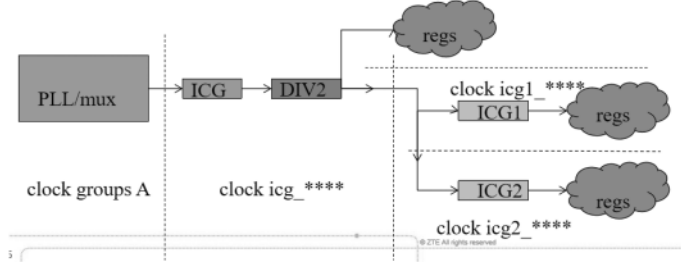 regs
clock icg1_****
PLL/mux
ICG
DIV2
ICG1
regs
clock groups A
clock icg_****
ICG2
regs
clock icg2_****
© ZTE All rights reserved